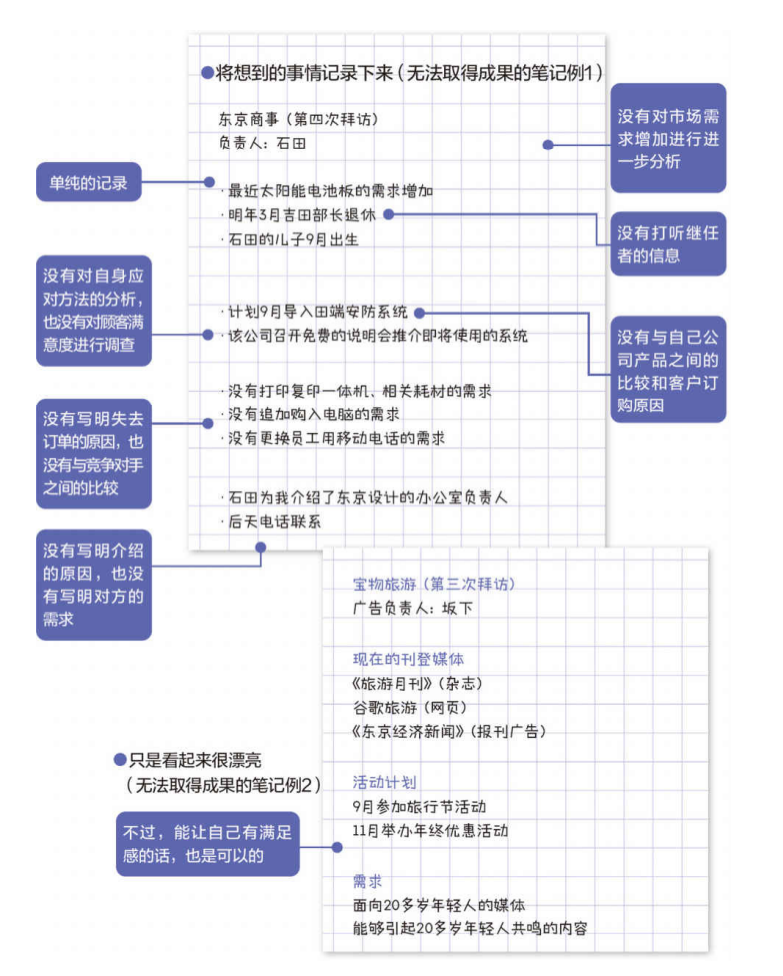 ●将想到的事情记录下来（无法取得成果的笔记例1）
东京商事（第四次拜访）
负责人：石田
没有对市场需
求增加进行进
一步分析
单纯的记录
·最近太阳能电池板的需求增加
·明年3月吉田部长退休
·石田的儿子9月出生
没有打听继任
者的信息
没有对自身应
对方法的分析，
也没有对顾客满
意度进行调查
·计划9月导入田端安防系统
·该公司召开免费的说明会推介即将使用的系统
没有与自己公
司产品之间的
比较和客户订
购原因
·没有打印复印一体机、相关耗材的需求
·没有追加购入电脑的需求
·没有更换员工用移动电话的需求
没有写明失去
订单的原因，也
没有与竞争对手
之间的比较
·石田为我介绍了东京设计的办公室负责人
·后天电话联系
没有写明介绍
的原因，也没
有写明对方的
需求
宝物旅游（第三次拜访）
广告负责人：坂下
现在的刊登媒体
《旅游月刊》（杂志）
谷歌旅游（网页）
《东京经济新闻》（报刊广告）
●只是看起来很漂亮
（无法取得成果的笔记例2）
活动计划
9月参加旅行节活动
11月举办年终优惠活动
不过，能让自己有满足
感的话，也是可以的
需求
面向20多岁年轻人的媒体
能够引起20多岁年轻人共鸣的内容